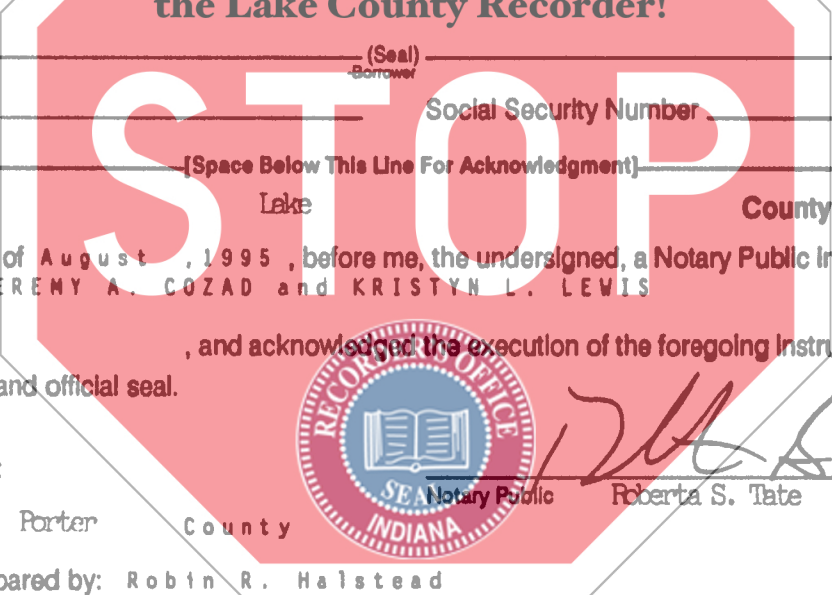 the Lake County Recorder!
(Seal)
-Borrower
Social Security Number
[Space Below This Line For Acknowledgment]
Lake County
of August , 1995 , before me, the undersigned, a Notary Public in
EREMY A. COZAD and KRISTYN L. LEWIS
, and acknowledged the execution of the foregoing instru
and official seal.
STOP
RECORDER'S OFFICE
SEAL
INDIANA
Notary Public Roberta S. Tate
Porter County
pared by: Robin R. Halstead